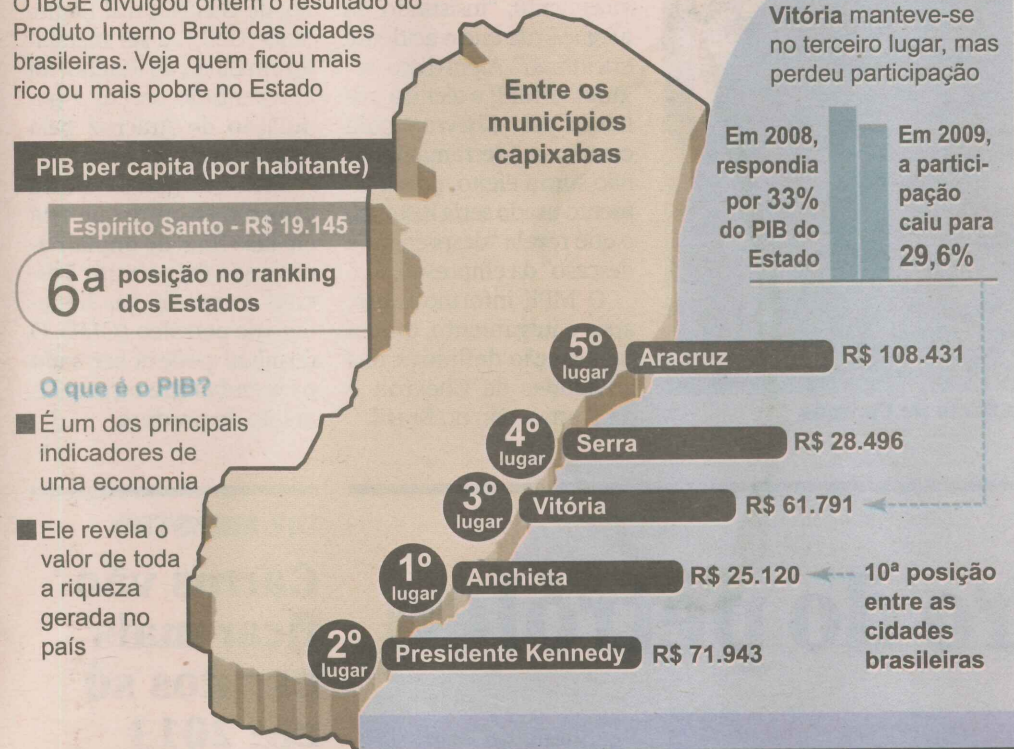 O IBGE divulgou ontem o resultado do
Produto Interno Bruto das cidades
brasileiras. Veja quem ficou mais
rico ou mais pobre no Estado
PIB per capita (por habitante)
Espírito Santo - R$ 19.145
6ª posição no ranking
dos Estados
O que é o PIB?
É um dos principais
indicadores de
uma economia
Ele revela o
valor de toda
a riqueza
gerada no
país
Entre os
municípios
capixabas
Vitória manteve-se
no terceiro lugar, mas
perdeu participação
Em 2008,
respondia
por 33%
do PIB do
Estado
Em 2009,
a partici-
pação
caiu para
29,6%
5º lugar Aracruz R$ 108.431
4º lugar Serra R$ 28.496
3º lugar Vitória R$ 61.791
1º lugar Anchieta R$ 25.120
10ª posição
entre as
cidades
brasileiras
2º lugar Presidente Kennedy R$ 71.943